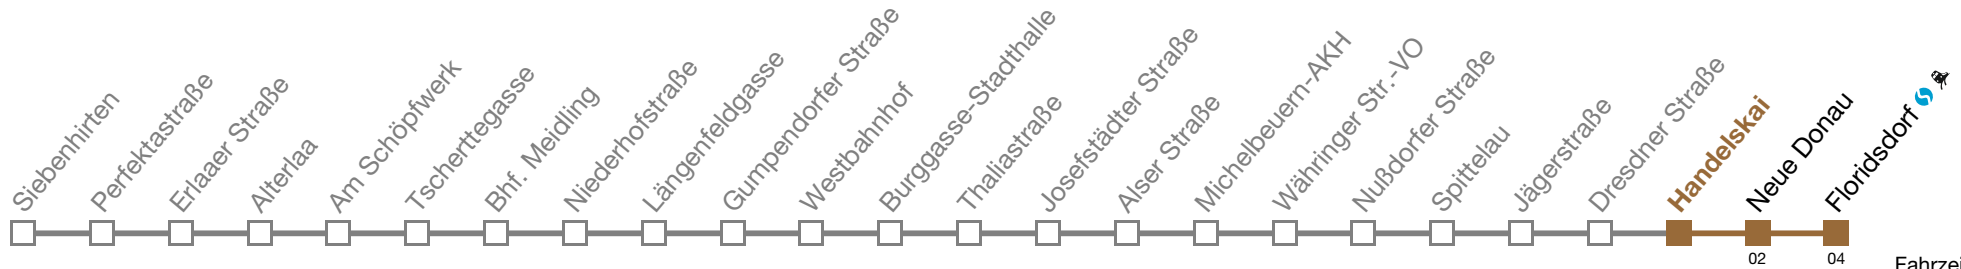 Siebenhirten
Perfektastraße
Erlaaer Straße
Alterlaa
Am Schöpfwerk
Tscherttegasse
Bhf. Meidling
Niederhofstraße
Längenfeldgasse
Gumpendorfer Straße
Westbahnhof
Burggasse-Stadthalle
Thaliastraße
Josefstädter Straße
Alser Straße
Michelbeuern-AKH
Währinger Str.-VO
Nußdorfer Straße
Spittelau
Jägerstraße
Dresdner Straße
Handelskai
Neue Donau
Floridsdorf
02
04